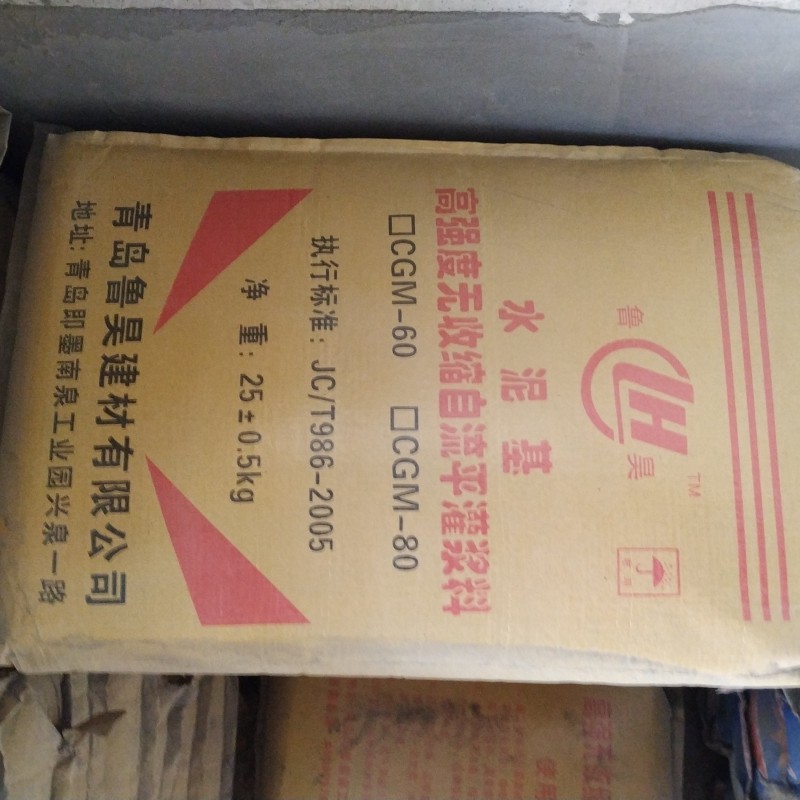 鲁
LH
昊
TM
水泥基
高强度无收缩自流平灌浆料
□CGM-60 □CGM-80
执行标准：JC/T986-2005
净 重：25±0.5kg
青岛鲁昊建材有限公司
地址:青岛即墨南泉工业园兴泉一路